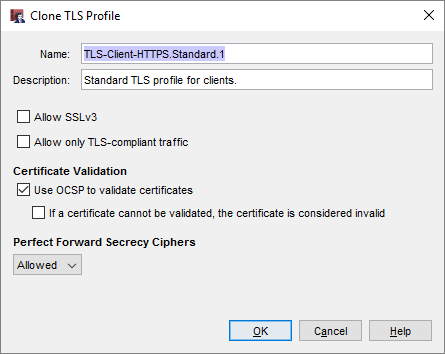 Clone TLS Profile
Name: TLS-Client-HTTPS.Standard.1
Description: Standard TLS profile for clients.
Allow SSLv3
Allow only TLS-compliant traffic
Certificate Validation
Use OCSP to validate certificates
If a certificate cannot be validated, the certificate is considered invalid
Perfect Forward Secrecy Ciphers
Allowed
OK Cancel Help